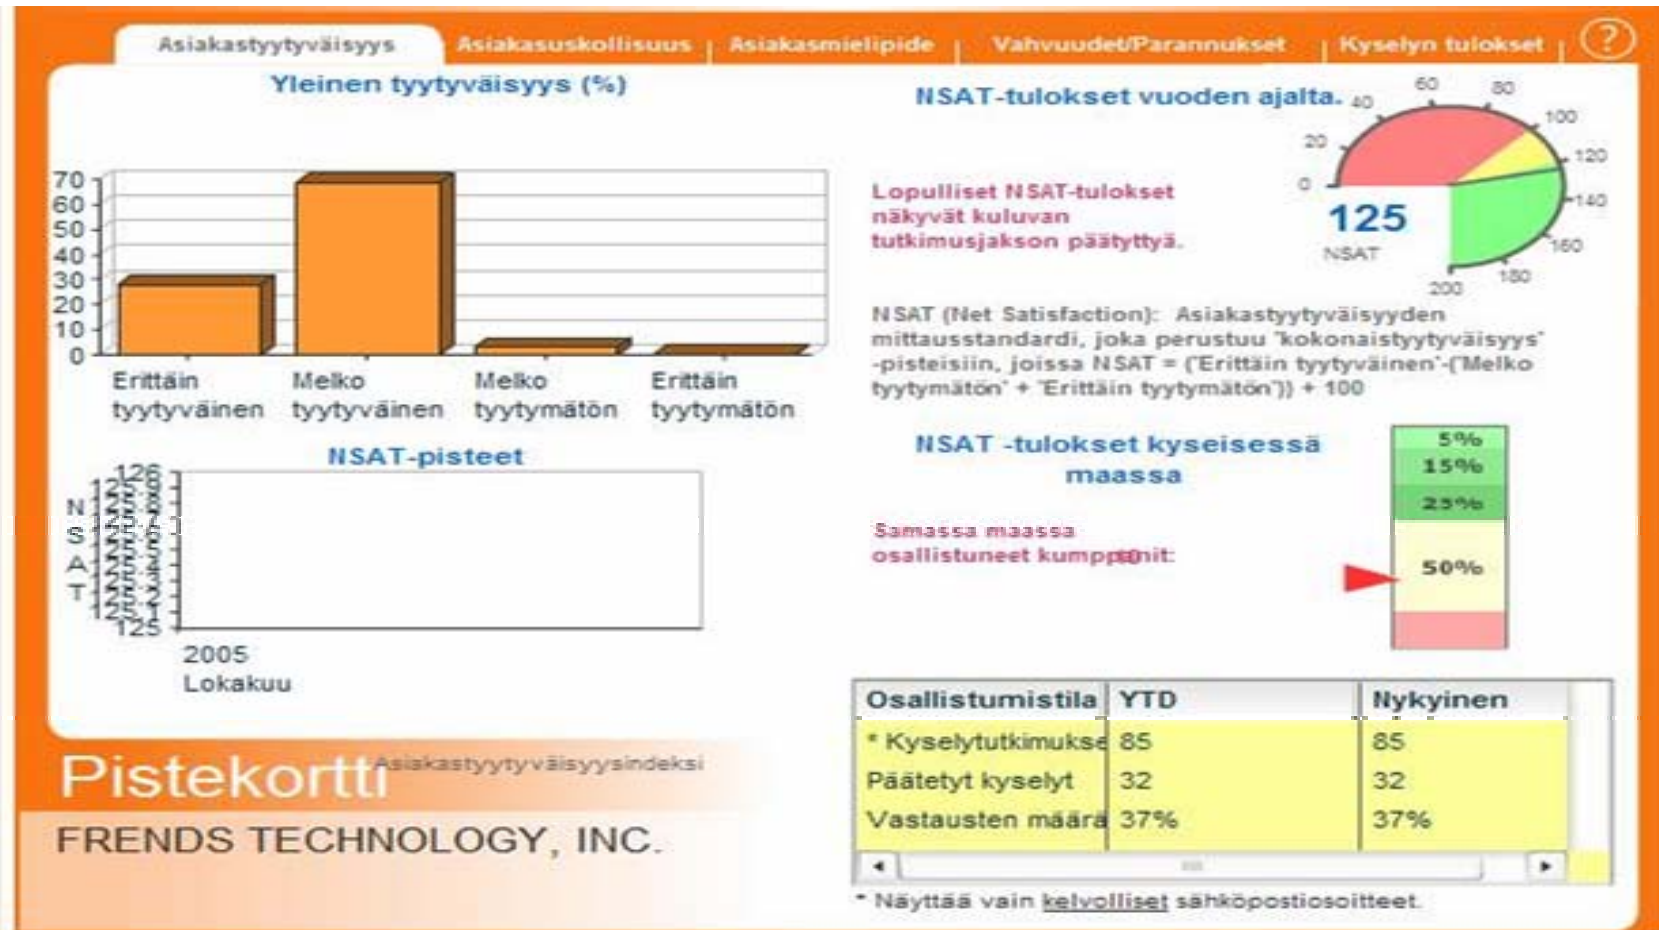 Asiakastyytyväisyys
Asiakasuskollisuus
Asiakasmielipide
Vahvuudet/Parannukset
Kyselyn tulokset
?
Yleinen tyytyväisyys (%)
70
60
50
40
30
20
10
0
Erittäin
tyytyväinen
Melko
tyytyväinen
Melko
tyytymätön
Erittäin
tyytymätön
NSAT-pisteet
N
S
A
T
126
125
2005
Lokakuu
NSAT-tulokset vuoden ajalta.
0
20
40
60
80
100
120
140
160
180
200
125
NSAT
Lopulliset NSAT-tulokset
näkyvät kuluvan
tutkimusjakson päätyttyä.
NSAT (Net Satisfaction): Asiakastyytyväisyyden
mittausstandardi, joka perustuu "kokonaistyytyväisyys"
-pisteisiin, joissa NSAT = ("Erittäin tyytyväinen"-("Melko
tyytymätön" + "Erittäin tyytymätön")) + 100
NSAT -tulokset kyseisessä
maassa
Samassa maassa
osallistuneet
5%
15%
25%
50%
Osallistumistila YTD Nykyinen
* Kyselytutkimukse 85 85
Päätetyt kyselyt 32 32
Vastausten määrä 37% 37%
* Näyttää vain kelvolliset sähköpostiosoitteet.
Pistekortti
Asiakastyytyväisyysindeksi
FRENDS TECHNOLOGY, INC.